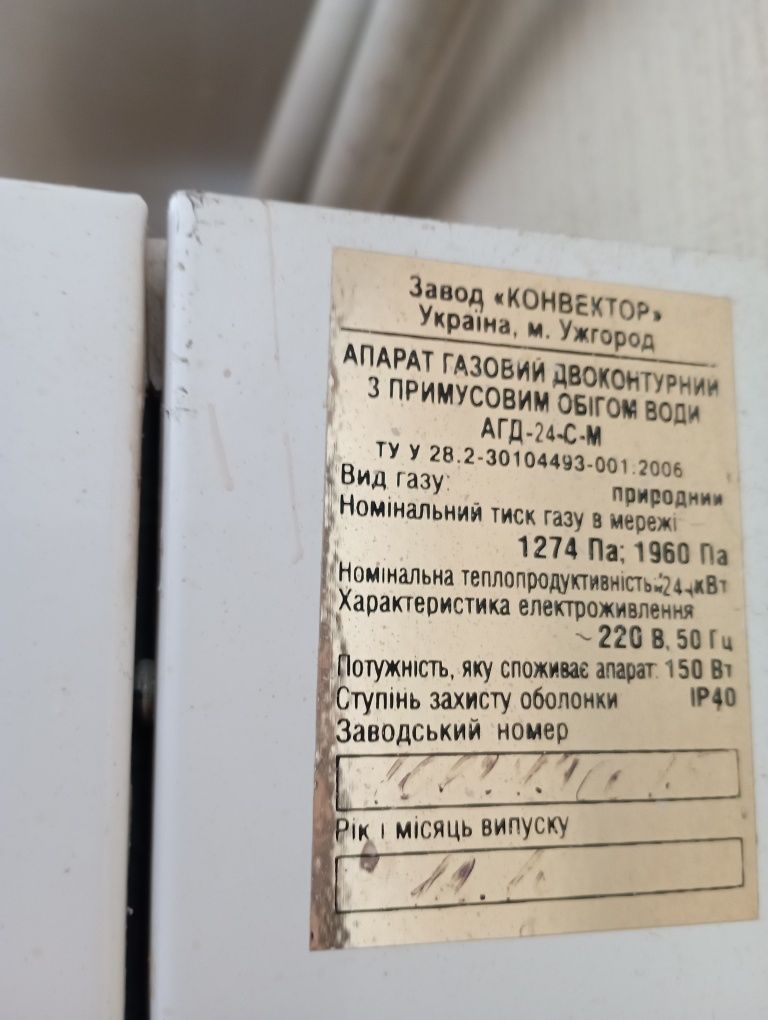 Завод «КОНВЕКТОР»
Україна, м. Ужгород
АПАРАТ ГАЗОВИЙ ДВОКОНТУРНИЙ
З ПРИМУСОВИМ ОБІГОМ ВОДИ
АГД-24-С-М
ТУ У 28.2-30104493-001:2006
Вид газу: природний
Номінальний тиск газу в мережі
1274 Па; 1960 Па
Номінальна теплопродуктивність: 24 кВт
Характеристика електроживлення
~ 220 В, 50 Гц
Потужність, яку споживає апарат: 150 Вт
Ступінь захисту оболонки IP40
Заводський номер
Рік і місяць випуску